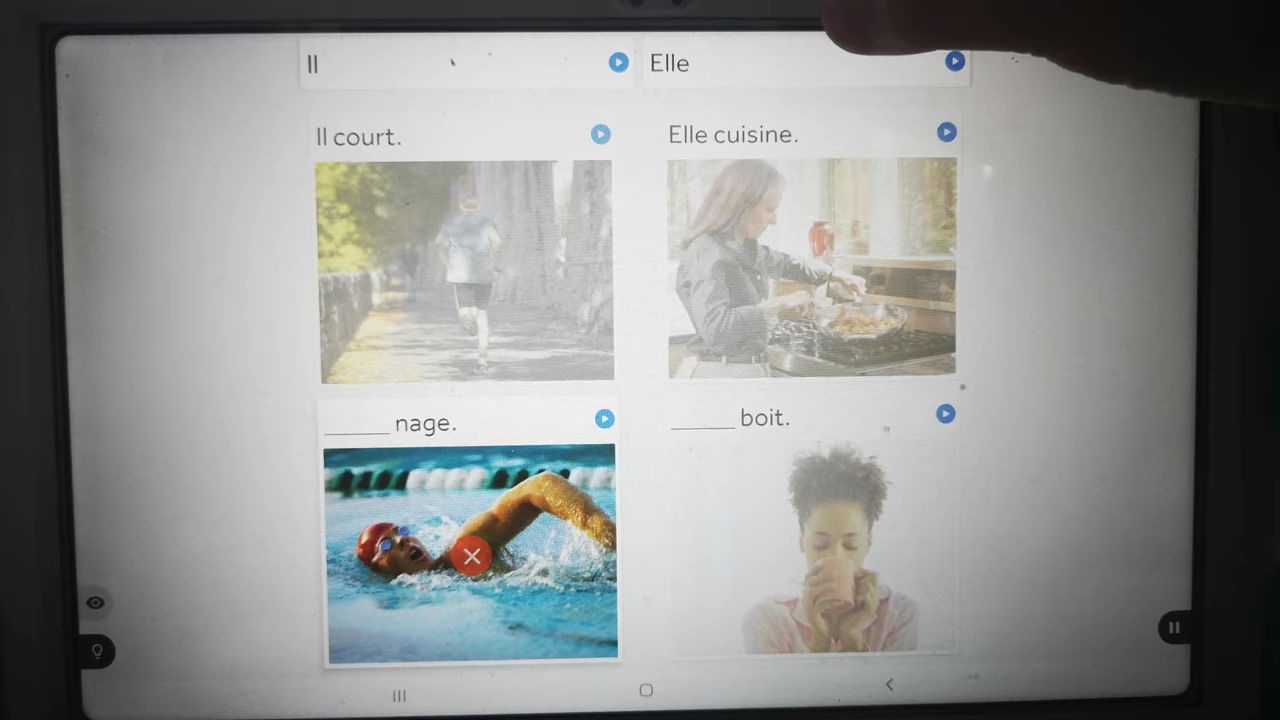 Il
Elle
Il court.
Elle cuisine.
_____ nage.
_____ boit.